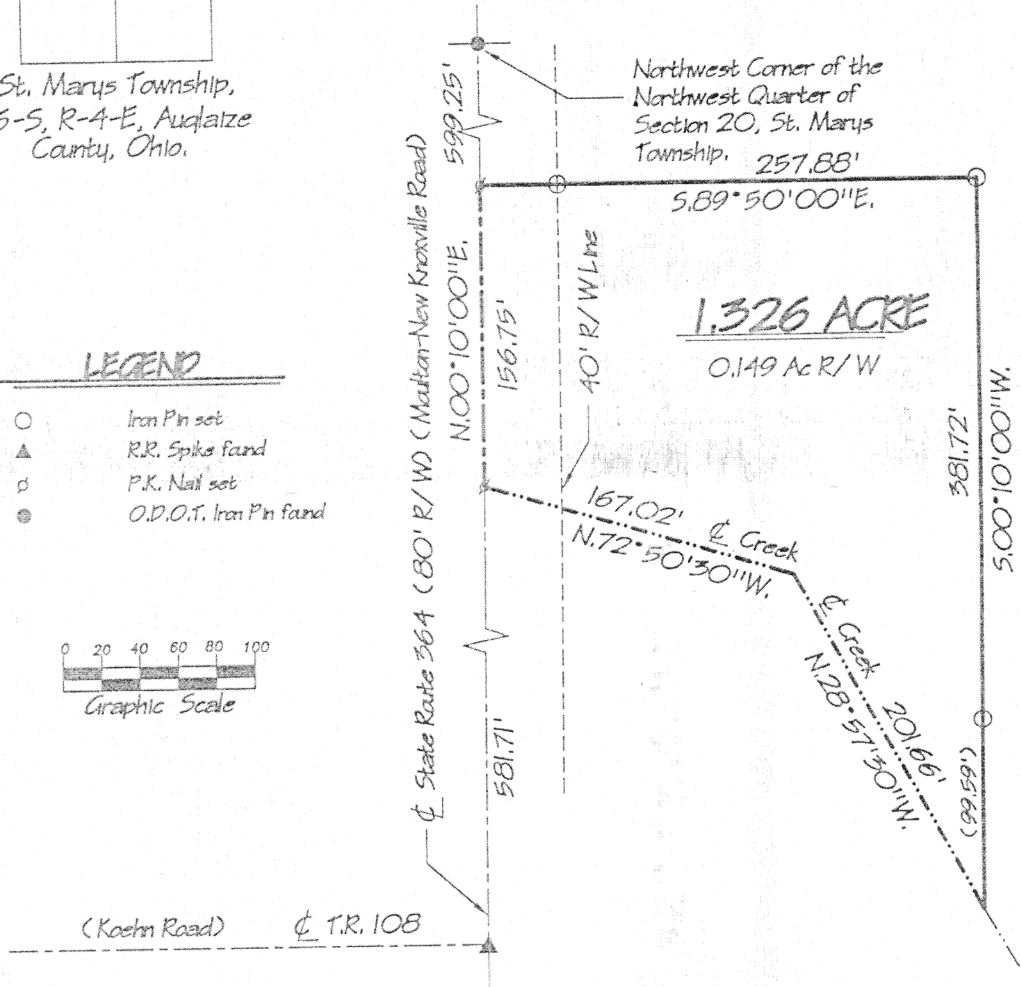 St. Marys Township,
-S, R-4-E, Auglaize
County, Ohio.
599.25'
Northwest Corner of the
Northwest Quarter of
Section 20, St. Marys
Township.
257.88'
S.89°50'00"E.
N.00°10'00"E.
156.75'
40' R/W Line
1.326 ACRE
0.149 Ac R/W
381.72'
S.00°10'00"W.
LEGEND
Iron Pin set
R.R. Spike found
P.K. Nail set
O.D.O.T. Iron Pin found
167.02'
℄ Creek
N.72°50'30"W.
℄ Creek
N.28°57'30"W.
201.66'
(99.59')
0 20 40 60 80 100
Graphic Scale
℄ State Route 364 (80' R/W) (Moulton-New Knoxville Road)
581.71'
(Koehn Road) ℄ T.R. 108